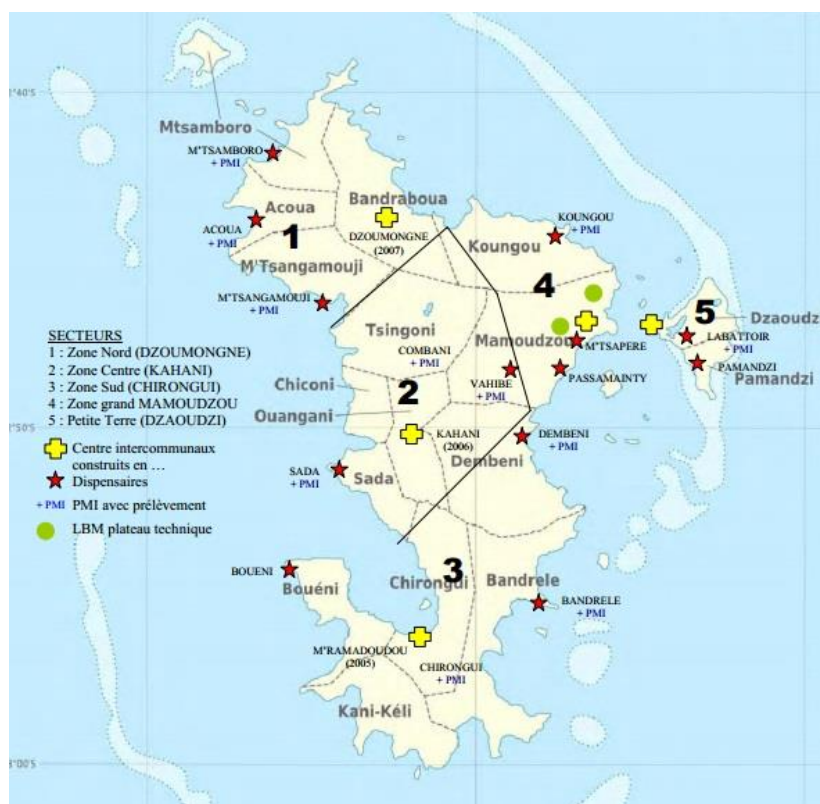 2°40'
Mtsamboro
M'TSAMBORO
+ PMI
Bandraboua
Acoua
ACOUA
+ PMI
1
DZOUMONGNE
(2007)
KOUNGOU
+ PMI
Koungou
M'Tsangamouji
4
M'TSANGAMOUJI
+ PMI
5
Dzaoudzi
Tsingoni
Mamoudzou
M'TSAPERE
LABATTOIR
+ PMI
COMBANI
+ PMI
VAHIBE
+ PMI
PASSAMAINTY
PAMANDZI
Pamandzi
Chiconi
2
Ouangani
SECTEURS
1 : Zone Nord (DZOUMONGNE)
2 : Zone Centre (KAHANI)
3 : Zone Sud (CHIRONGUI)
4 : Zone grand MAMOUDZOU
5 : Petite Terre (DZAOUDZI)
Centre intercommunaux
construits en ...
Dispensaires
+ PMI PMI avec prélèvement
LBM plateau technique
2°50'S
KAHANI
(2006)
DEMBENI
+ PMI
Dembeni
SADA
+ PMI
Sada
BOUENI
Bouéni
Chirongui
3
Bandrele
BANDRELE
+ PMI
M'RAMADOUDOU
(2005)
CHIRONGUI
+ PMI
Kani-Kéli
3°00'S